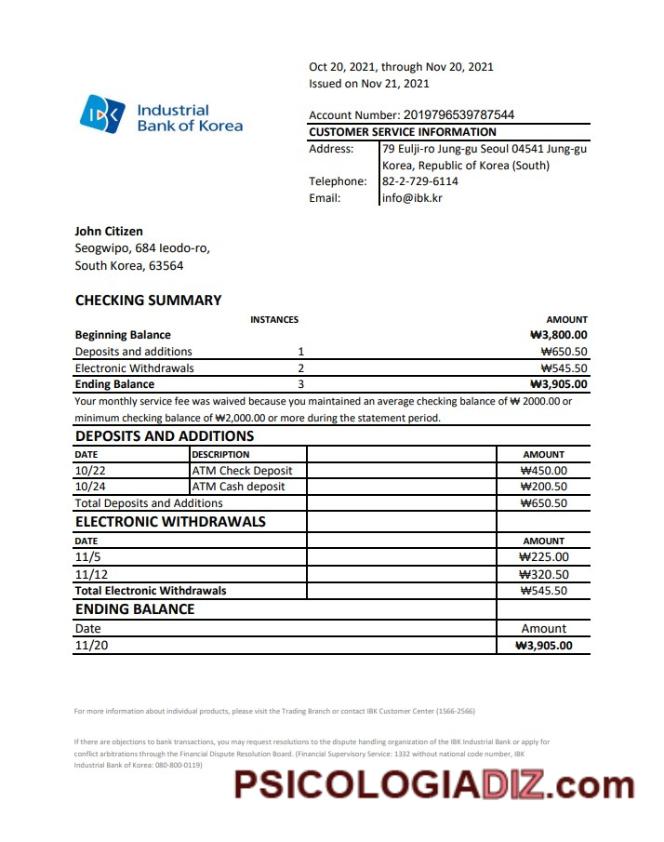 Oct 20, 2021, through Nov 20, 2021
Issued on Nov 21, 2021
IBK
Industrial
Bank of Korea
Account Number: 2019796539787544
CUSTOMER SERVICE INFORMATION
Address: 79 Eulji-ro Jung-gu Seoul 04541 Jung-gu
Korea, Republic of Korea (South)
Telephone: 82-2-729-6114
Email: info@ibk.kr
John Citizen
Seogwipo, 684 Ieodo-ro,
South Korea, 63564
CHECKING SUMMARY
INSTANCES AMOUNT
Beginning Balance ₩3,800.00
Deposits and additions 1 ₩650.50
Electronic Withdrawals 2 ₩545.50
Ending Balance 3 ₩3,905.00
Your monthly service fee was waived because you maintained an average checking balance of ₩ 2000.00 or
minimum checking balance of ₩2,000.00 or more during the statement period.
DEPOSITS AND ADDITIONS
DATE DESCRIPTION AMOUNT
10/22 ATM Check Deposit ₩450.00
10/24 ATM Cash deposit ₩200.50
Total Deposits and Additions ₩650.50
ELECTRONIC WITHDRAWALS
DATE AMOUNT
11/5 ₩225.00
11/12 ₩320.50
Total Electronic Withdrawals ₩545.50
ENDING BALANCE
Date Amount
11/20 ₩3,905.00
For more information about individual products, please visit the Trading Branch or contact IBK Customer Center (1566-2566)
If there are objections to bank transactions, you may request resolutions to the dispute handling organization of the IBK Industrial Bank or apply for
conflict arbitrations through the Financial Dispute Resolution Board. (Financial Supervisory Service: 1332 without national code number, IBK
Industrial Bank of Korea: 080-800-0119)
PSICOLOGIADIZ.com